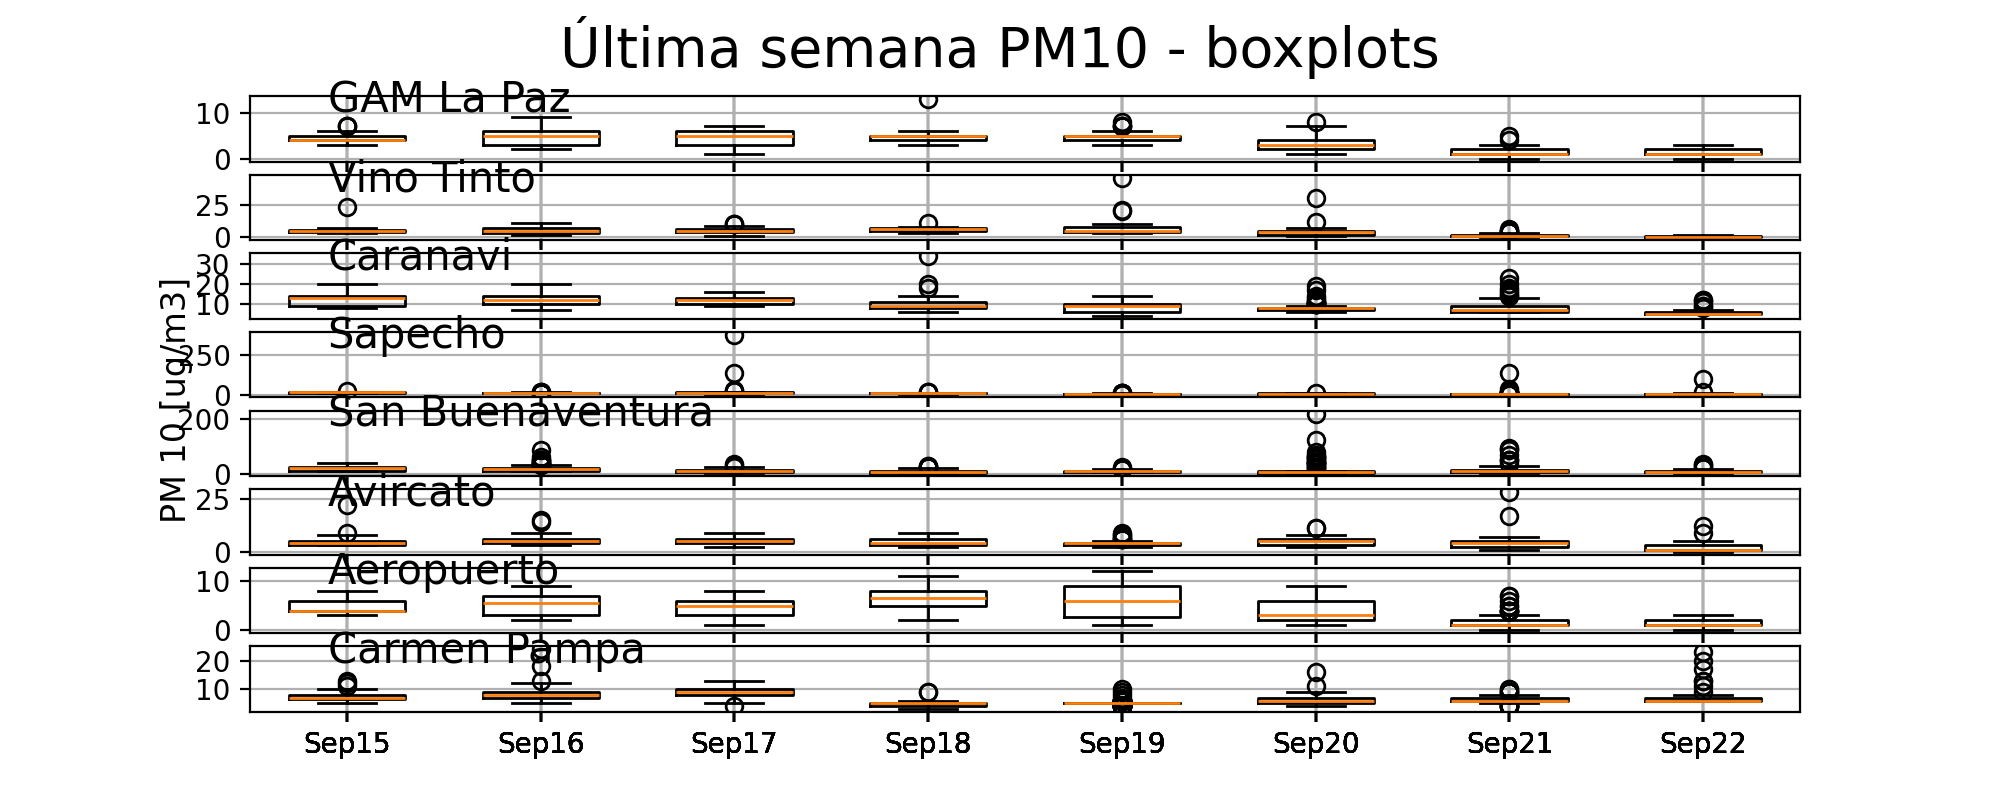 Última semana PM10 - boxplots
GAM La Paz
10
0
Vino Tinto
25
0
Caranavi
30
20
10
Sapecho
250
0
San Buenaventura
200
0
Avircato
25
0
Aeropuerto
10
0
Carmen Pampa
20
10
PM 10 [ug/m3]
Sep15 Sep16 Sep17 Sep18 Sep19 Sep20 Sep21 Sep22